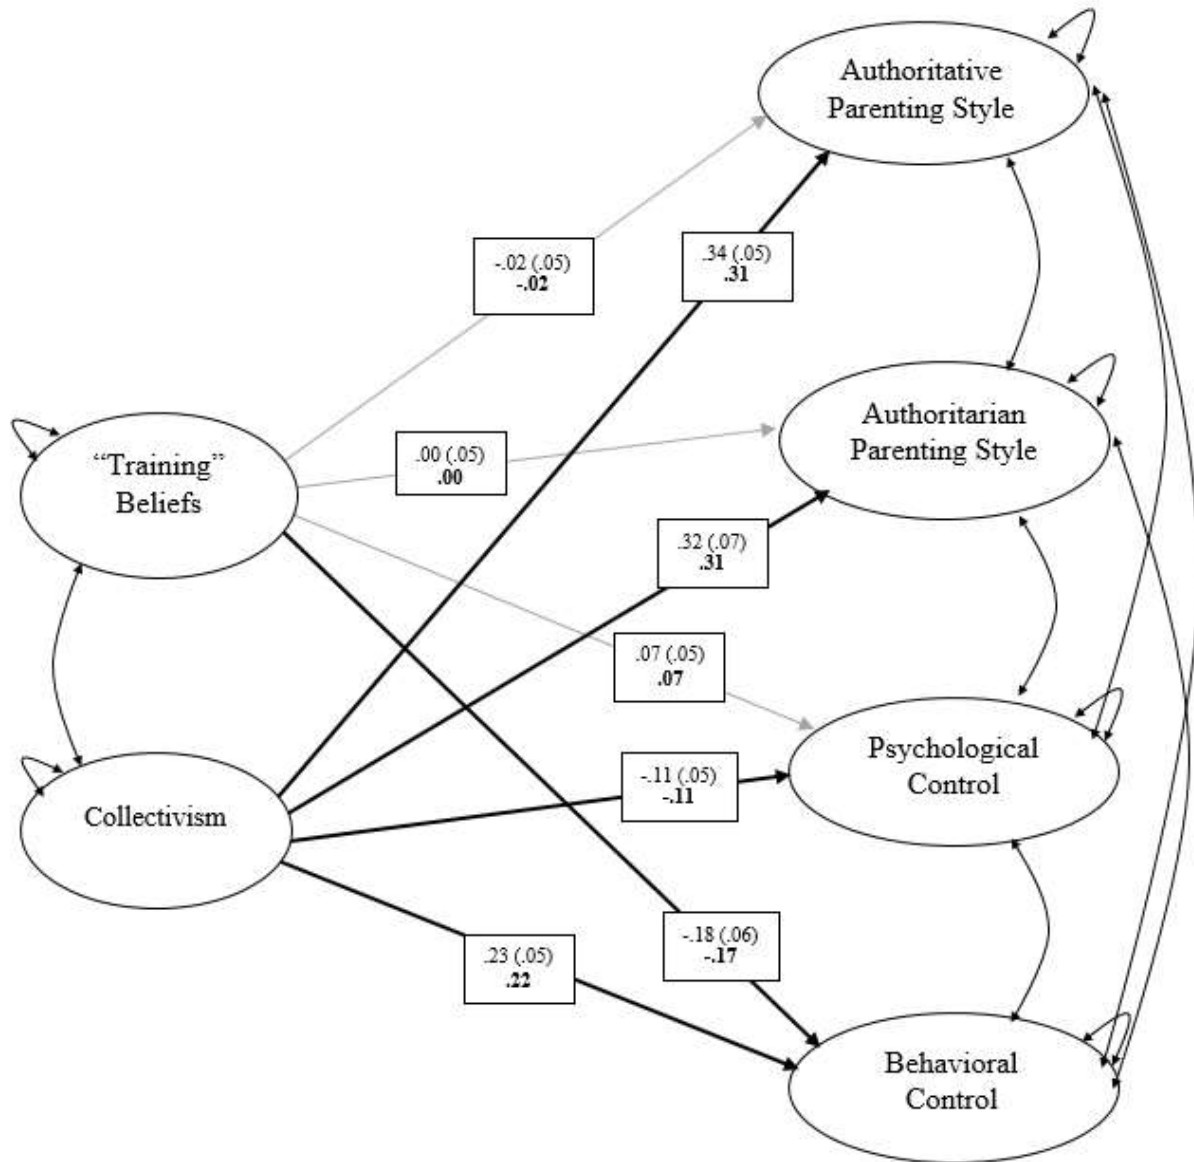 Authoritative
Parenting Style
-.02 (.05)
-.02
.34 (.05)
.31
Authoritarian
Parenting Style
“Training”
Beliefs
.00 (.05)
.00
.32 (.07)
.31
.07 (.05)
.07
Psychological
Control
Collectivism
-.11 (.05)
-.11
-.18 (.06)
-.17
.23 (.05)
.22
Behavioral
Control